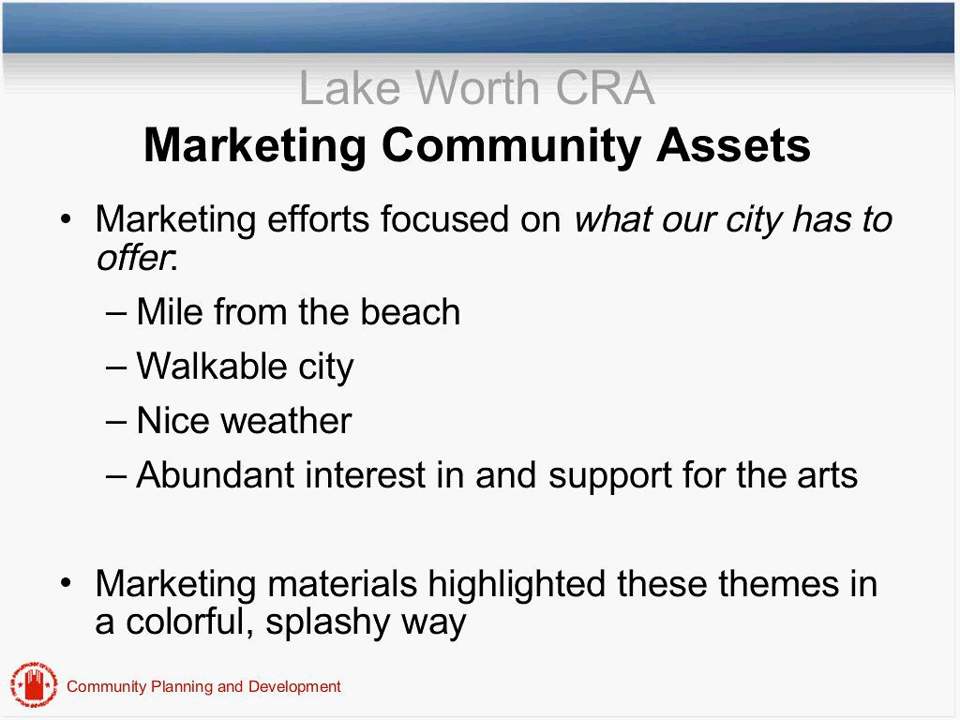 Lake Worth CRA
Marketing Community Assets
• Marketing efforts focused on what our city has to
offer:
– Mile from the beach
– Walkable city
– Nice weather
– Abundant interest in and support for the arts
• Marketing materials highlighted these themes in
a colorful, splashy way
Community Planning and Development